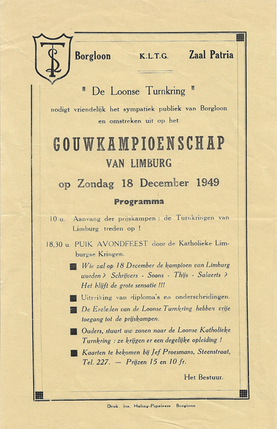 Borgloon K.L.T.G. Zaal Patria
" De Loonse Turnkring "
nodigt vriendelijk het sympatiek publiek van Borgloon
en omstreken uit op het
GOUWKAMPIOENSCHAP
VAN LIMBURG
op Zondag 18 December 1949
Programma
10 u. Aanvang der prijskampen : de Turnkringen van
Limburg treden op !
18,30 u. PUIK AVONDFEEST door de Katholieke Lim-
burgse Kringen.
Wie zal op 18 December de kampioen van Limburg
worden ? Schrijvers - Soons - Thijs - Salaerts ?
Het blijft de grote sensatie !!!
Uitreiking van diploma's en onderscheidingen.
De Ereleden van de Loonse Turnkring hebben vrije
toegang tot de prijskampen.
Ouders, stuurt uw zonen naar de Loonse Katholieke
Turnkring : ze krijgen er een degelijke opleiding !
Kaarten te bekomen bij Jef Proesmans, Steenstraat,
Tel. 227. — Prijzen 15 en 10 fr.
Het Bestuur.
Druk. Borgloon